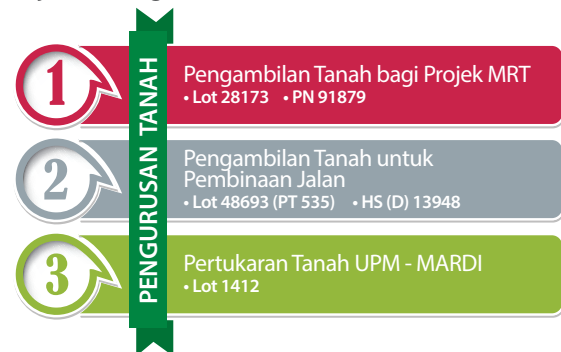 PENGURUSAN TANAH
1
Pengambilan Tanah bagi Projek MRT
• Lot 28173 • PN 91879
2
Pengambilan Tanah untuk
Pembinaan Jalan
• Lot 48693 (PT 535) • HS (D) 13948
3
Pertukaran Tanah UPM - MARDI
• Lot 1412